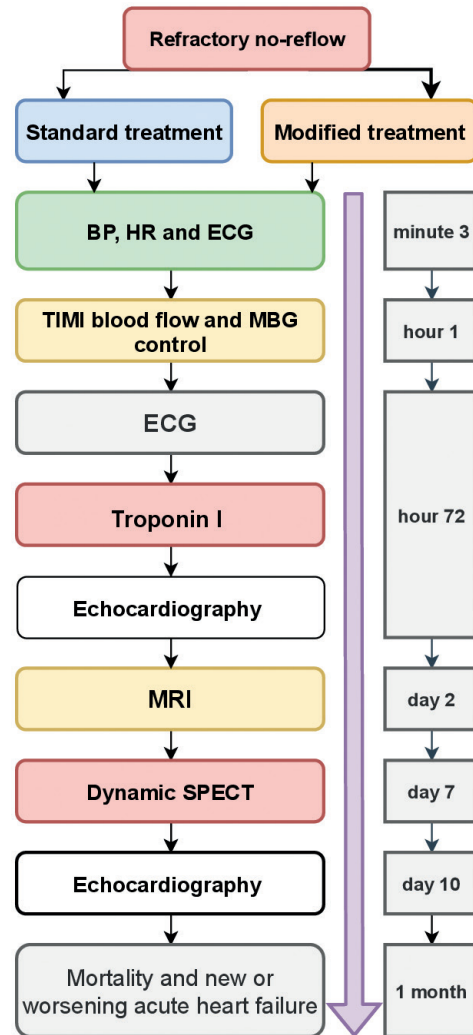 Refractory no-reflow
Standard treatment
Modified treatment
BP, HR and ECG
minute 3
TIMI blood flow and MBG
control
hour 1
ECG
Troponin I
Echocardiography
hour 72
MRI
day 2
Dynamic SPECT
day 7
Echocardiography
day 10
Mortality and new or
worsening acute heart failure
1 month